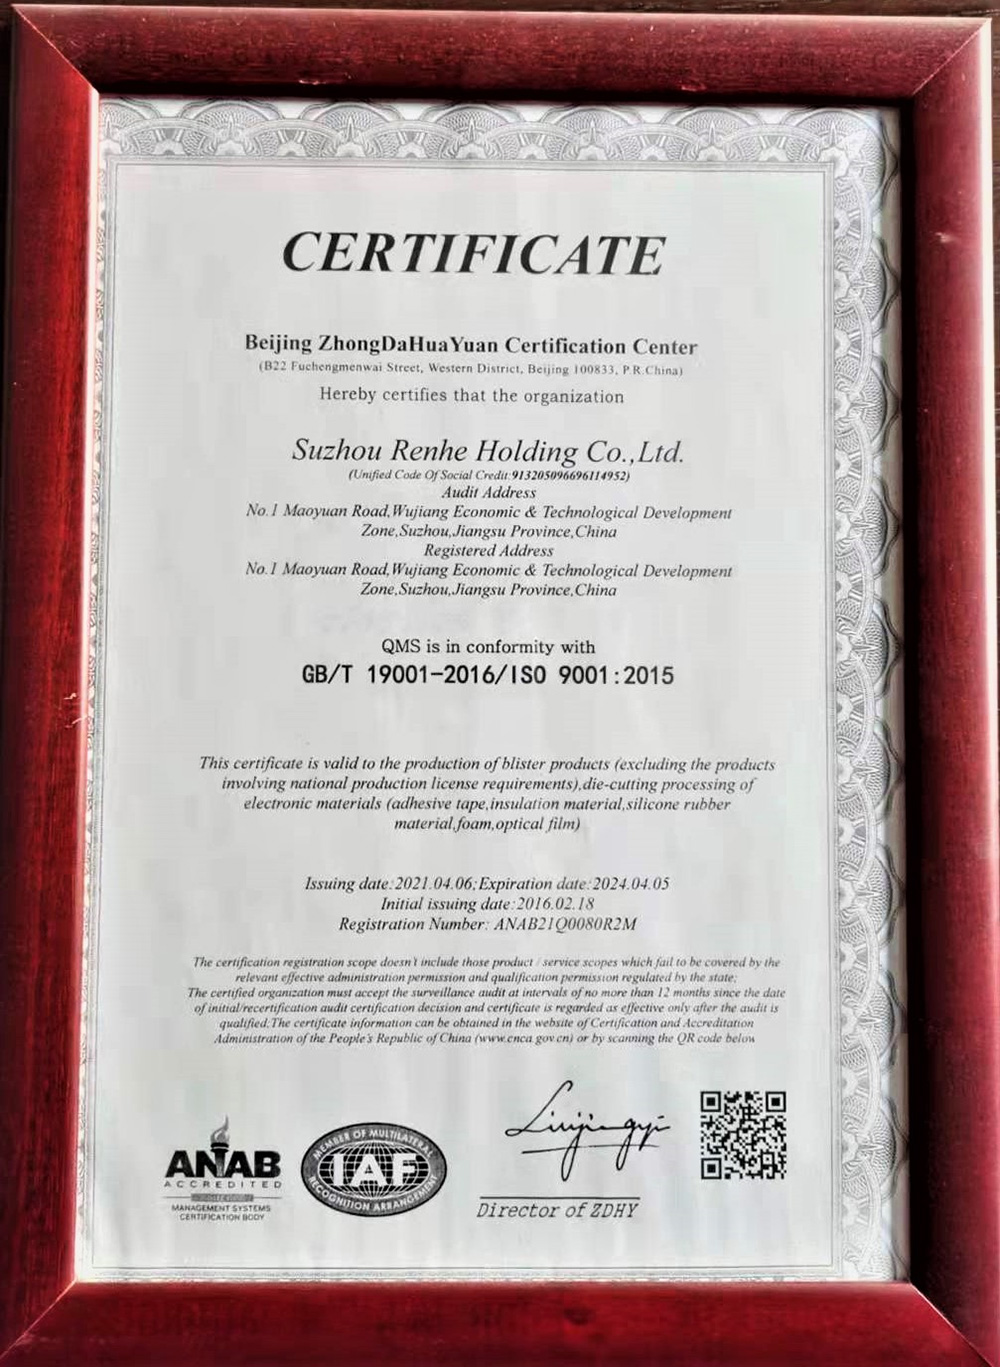 CERTIFICATE
Beijing ZhongDaHuaYuan Certification Center
(B22 Fuchengmenwai Street, Western District, Beijing 100833, P.R.China)
Hereby certifies that the organization
Suzhou Renhe Holding Co.,Ltd.
(Unified Code Of Social Credit:913205096696114952)
Audit Address
No.1 Maoyuan Road,Wujiang Economic & Technological Development
Zone,Suzhou,Jiangsu Province,China
Registered Address
No.1 Maoyuan Road,Wujiang Economic & Technological Development
Zone,Suzhou,Jiangsu Province,China
QMS is in conformity with
GB/T 19001-2016/ISO 9001:2015
This certificate is valid to the production of blister products (excluding the products
involving national production license requirements),die-cutting processing of
electronic materials (adhesive tape,insulation material,silicone rubber
material,foam,optical film)
Issuing date:2021.04.06;Expiration date:2024.04.05
Initial issuing date:2016.02.18
Registration Number: ANAB21Q0080R2M
The certification registration scope doesn't include those product / service scopes which fail to be covered by the
relevant effective administration permission and qualification permission regulated by the state;
The certified organization must accept the surveillance audit at intervals of no more than 12 months since the date
of initial/recertification audit certification decision and certificate is regarded as effective only after the audit is
qualified.The certificate information can be obtained in the website of Certification and Accreditation
Administration of the People's Republic of China (www.cnca.gov.cn) or by scanning the QR code below
ANAB
ACCREDITED
MANAGEMENT SYSTEMS
CERTIFICATION BODY
MEMBER OF MULTILATERAL
IAF
RECOGNITION ARRANGEMENT
Director of ZDHY